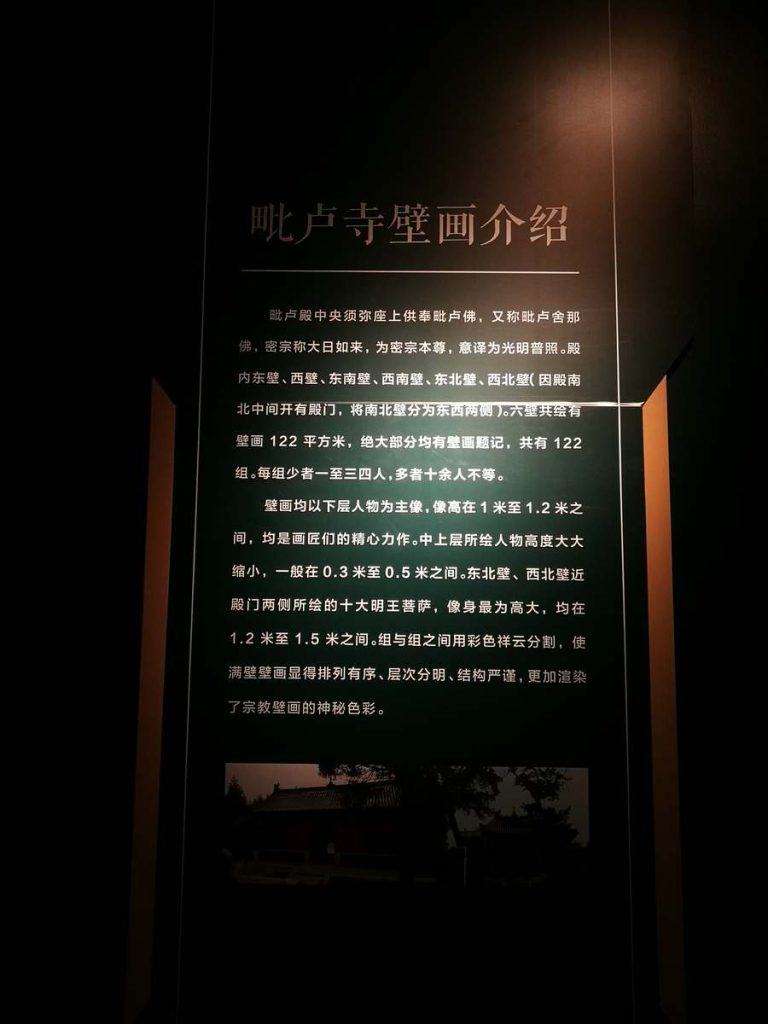 毗卢寺壁画介绍
毗卢殿中央须弥座上供奉毗卢佛，又称毗卢舍那
佛，密宗称大日如来，为密宗本尊，意译为光明普照。殿
内东壁、西壁、东南壁、西南壁、东北壁、西北壁（因殿南
北中间开有殿门，将南北壁分为东西两侧）。六壁共绘有
壁画 122 平方米，绝大部分均有壁画题记，共有 122
组。每组少者一至三四人，多者十余人不等。
壁画均以下层人物为主像，像高在 1 米至 1.2 米之
间，均是画匠们的精心力作。中上层所绘人物高度大大
缩小，一般在 0.3 米至 0.5 米之间。东北壁、西北壁近
殿门两侧所绘的十大明王菩萨，像身最为高大，均在
1.2 米至 1.5 米之间。组与组之间用彩色祥云分割，使
满壁壁画显得排列有序、层次分明、结构严谨，更加渲染
了宗教壁画的神秘色彩。